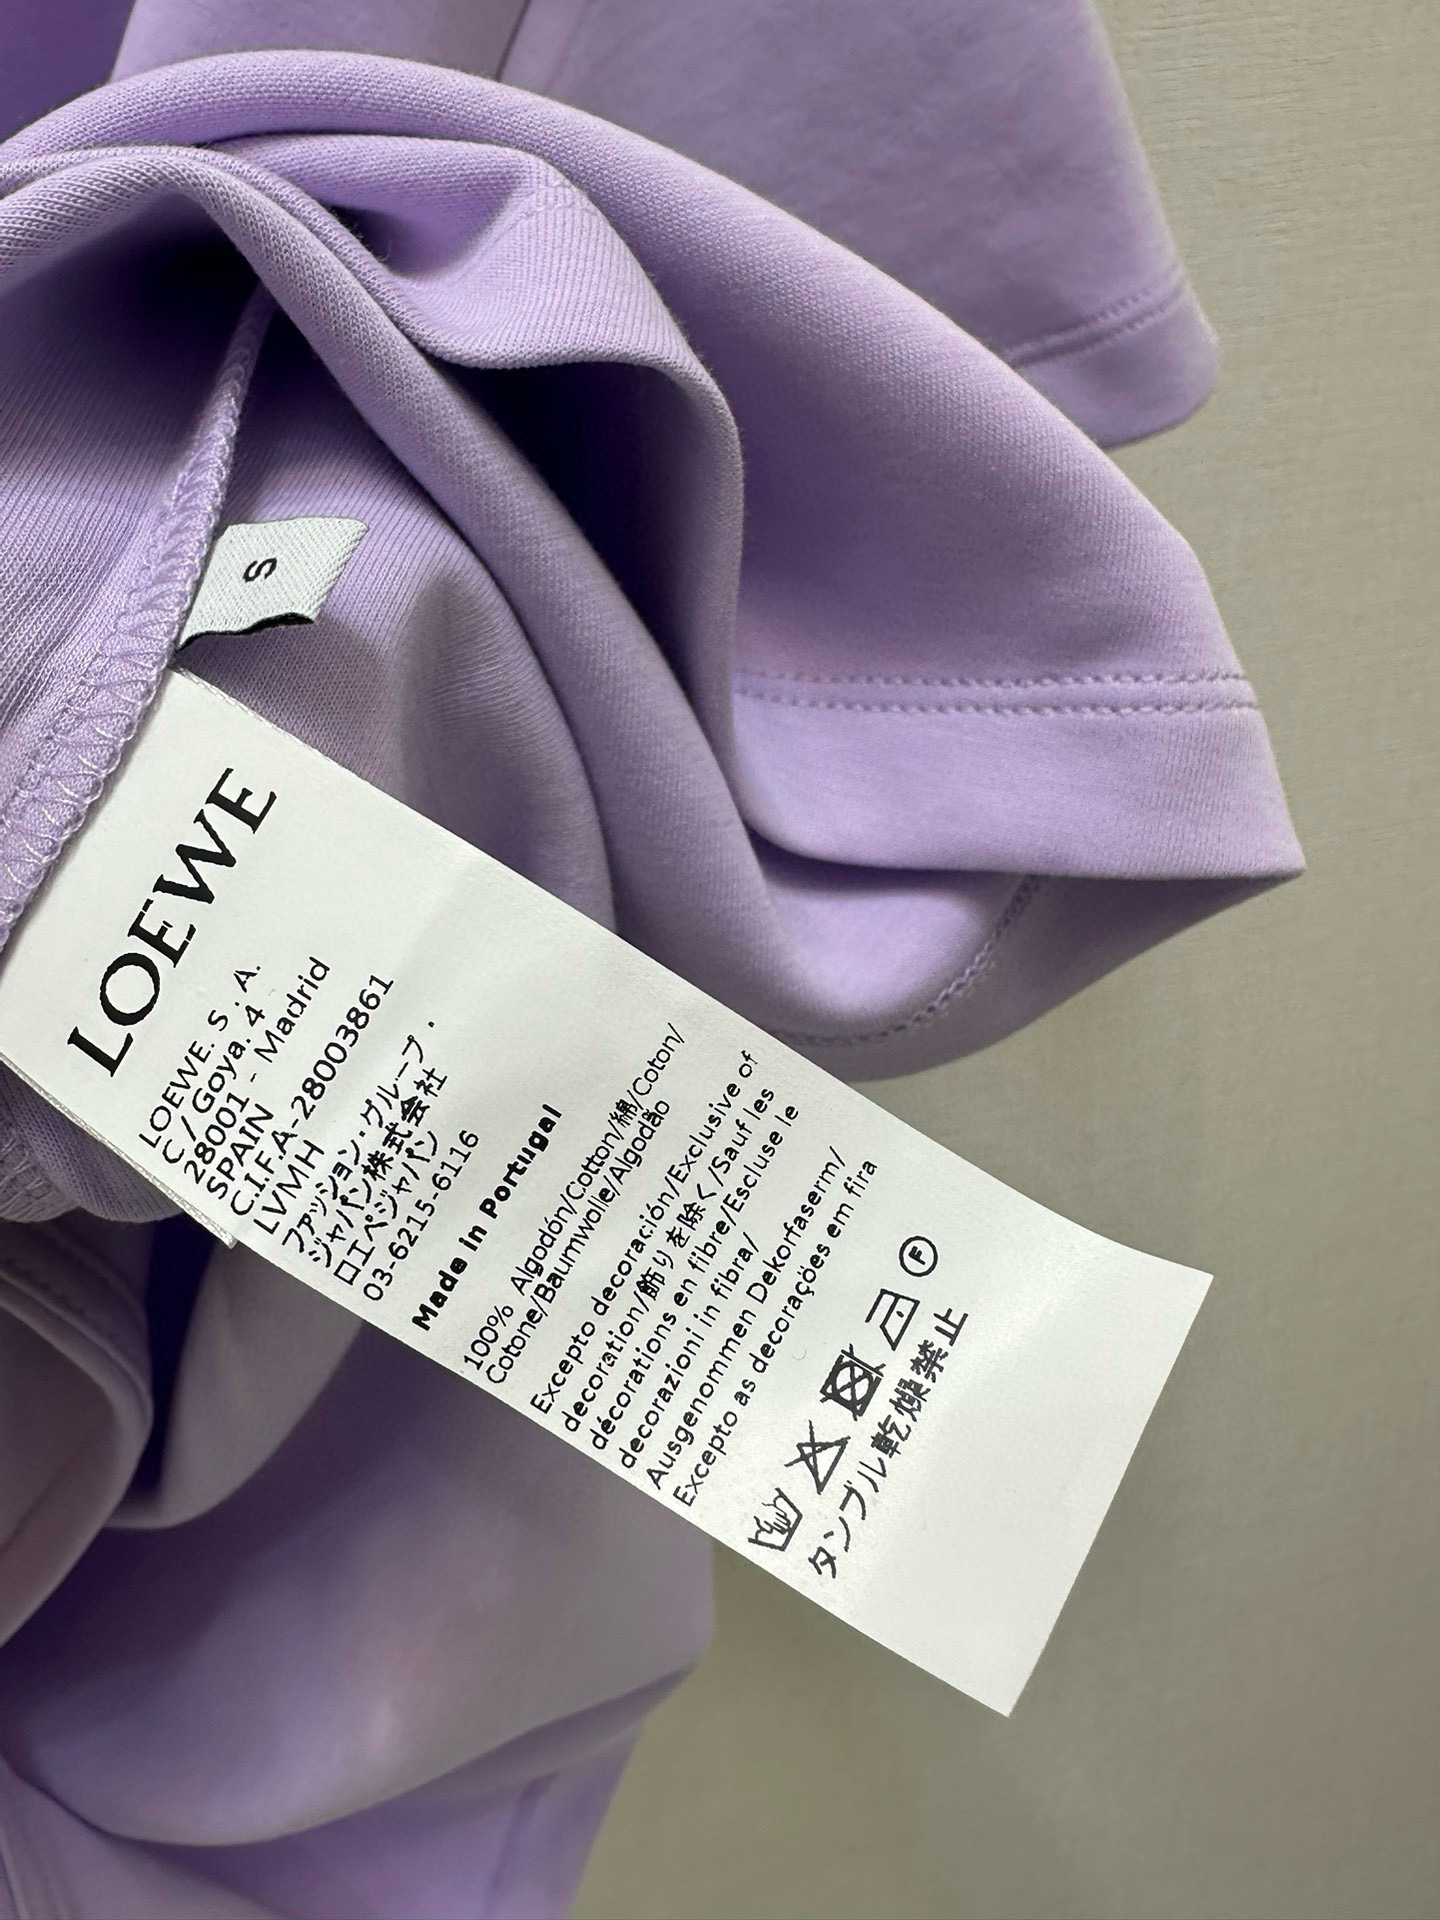 S
LOEWE
LOEWE. S . A.
C / Goya. 4
28001 - Madrid
SPAIN
C.I.F.A-28003861
LVMH
ファッション・グループ・
ジャパン株式会社
ロエベジャパン
03-6215-6116
Made in Portugal
100% Algodón/Cotton/綿/Coton/
Cotone/Baumwolle/Algodão
Excepto decoración/Exclusive of
decoration/飾りを除く/Sauf les
décorations en fibre/Escluse le
decorazioni in fibra/
Ausgenommen Dekorfaserm/
Excepto as decorações em fira
F
タンブル乾燥禁止